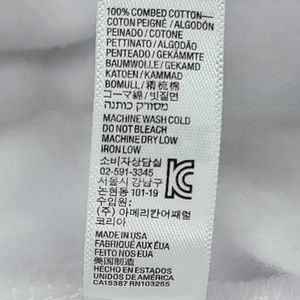 100% COMBED COTTON—
COTON PEIGNÉ / ALGODÓN
PEINADO / COTONE
PETTINATO / ALGODÃO
PENTEADO / GEKÄMMTE
BAUMWOLLE / GEKAMD
KATOEN / KAMMAD
BOMULL / 精梳棉
コーマ綿 / 빗질면
כותנה מסורק
MACHINE WASH COLD
DO NOT BLEACH
MACHINE DRY LOW
IRON LOW
소비자상담실
02-591-3345
서울시 강남구
논현동 101-19
수입원:
(주) 아메리칸어패럴
코리아
MADE IN USA
FABRIQUÉ AUX ÉUA
FEITO NOS EUA
美国制造
HECHO EN ESTADOS
UNIDOS DE AMÉRICA
CA15387 RN103255